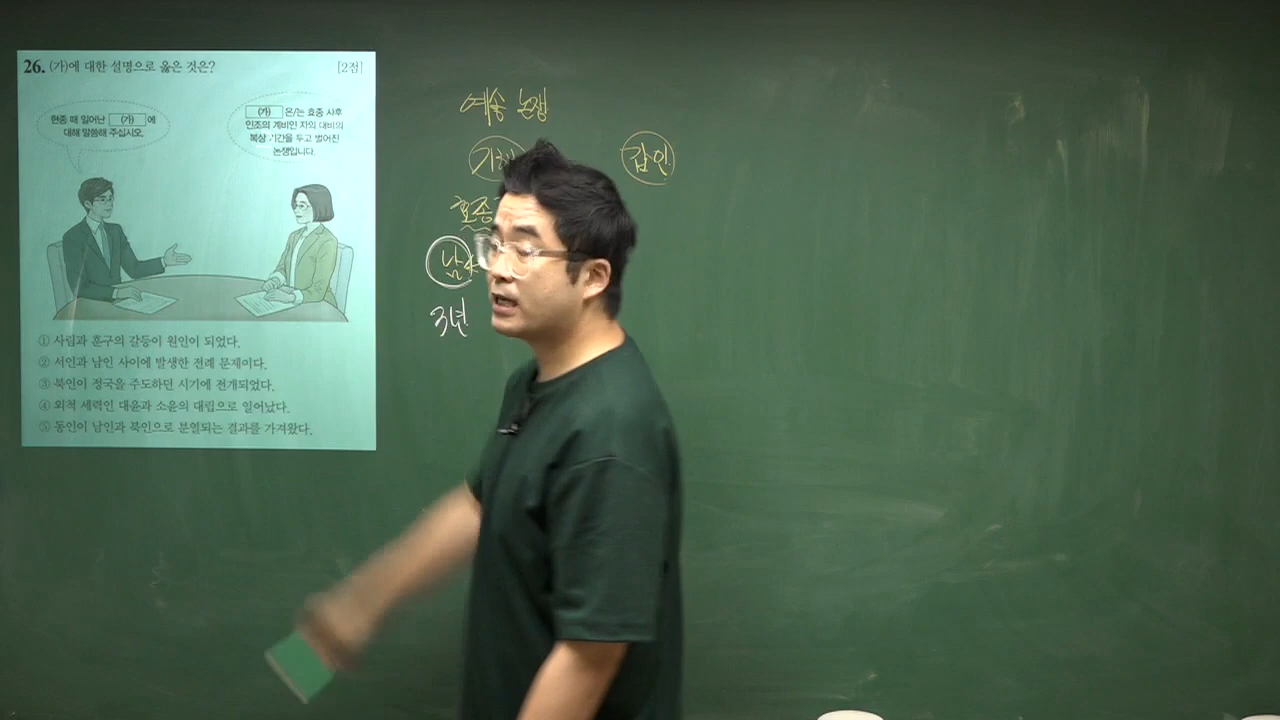 26. (가)에 대한 설명으로 옳은 것은? [2점]
현종 때 일어난 (가) 에
대해 말씀해 주십시오.
(가) 은/는 효종 사후
인조의 계비인 자의 대비의
복상 기간을 두고 벌어진
논쟁입니다.
① 사림과 훈구의 갈등이 원인이 되었다.
② 서인과 남인 사이에 발생한 전례 문제이다.
③ 북인이 정국을 주도하던 시기에 전개되었다.
④ 외척 세력인 대윤과 소윤의 대립으로 일어났다.
⑤ 동인이 남인과 북인으로 분열되는 결과를 가져왔다.
예송 논쟁
갑인
효종
3년